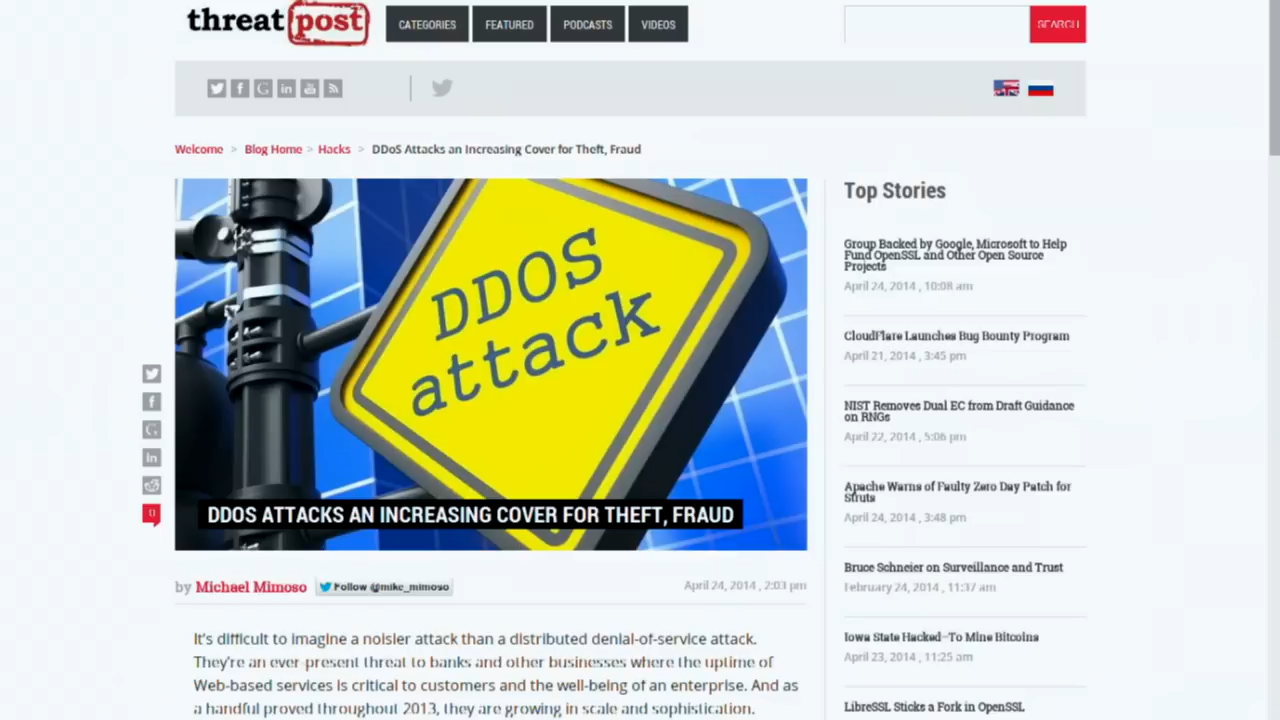 threatpost
CATEGORIES
FEATURED
PODCASTS
VIDEOS
SEARCH
Welcome > Blog Home > Hacks > DDoS Attacks an Increasing Cover for Theft, Fraud
DDOS
attack
DDOS ATTACKS AN INCREASING COVER FOR THEFT, FRAUD
0
by Michael Mimoso
Follow @mike_mimoso
April 24, 2014 , 2:03 pm
It's difficult to imagine a noisier attack than a distributed denial-of-service attack.
They're an ever-present threat to banks and other businesses where the uptime of
Web-based services is critical to customers and the well-being of an enterprise. And as
a handful proved throughout 2013, they are growing in scale and sophistication.
Top Stories
Group Backed by Google, Microsoft to Help
Fund OpenSSL and Other Open Source
Projects
April 24, 2014 , 10:08 am
CloudFlare Launches Bug Bounty Program
April 21, 2014 , 3:45 pm
NIST Removes Dual EC from Draft Guidance
on RNGs
April 22, 2014 , 5:06 pm
Apache Warns of Faulty Zero Day Patch for
Struts
April 24, 2014 , 3:48 pm
Bruce Schneier on Surveillance and Trust
February 24, 2014 , 11:37 am
Iowa State Hacked–To Mine Bitcoins
April 23, 2014 , 11:25 am
LibreSSL Sticks a Fork in OpenSSL